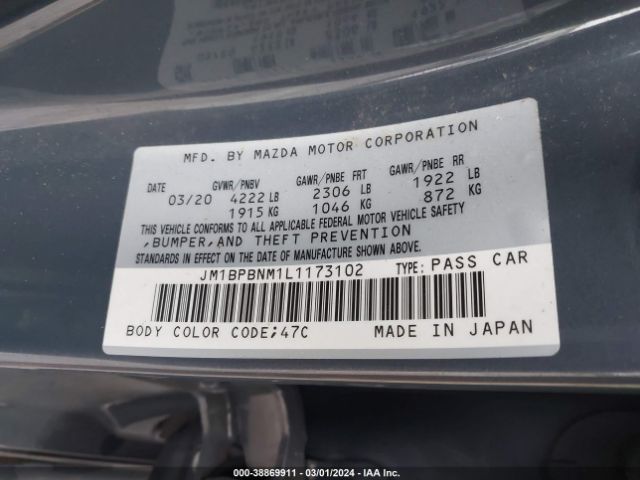 MFD. BY MAZDA MOTOR CORPORATION
DATE GVWR/PNBV GAWR/PNBE FRT GAWR/PNBE RR
03/20 4222 LB 2306 LB 1922 LB
1915 KG 1046 KG 872 KG
THIS VEHICLE CONFORMS TO ALL APPLICABLE FEDERAL MOTOR VEHICLE SAFETY
,BUMPER,AND THEFT PREVENTION
STANDARDS IN EFFECT ON THE DATE OF MANUFACTURE SHOWN ABOVE.
JM1BPBNM1L1173102 TYPE: PASS CAR
BODY COLOR CODE;47C MADE IN JAPAN
000-38869911 - 03/01/2024 - IAA Inc.